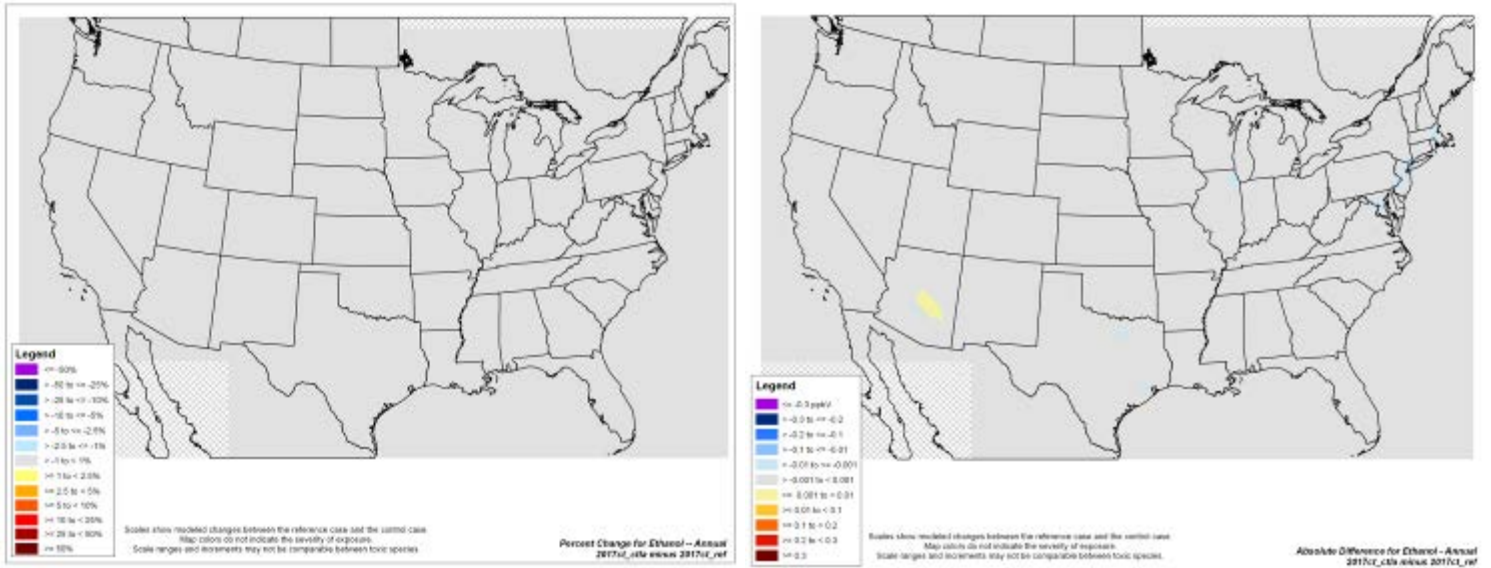 Legend
<= -50%
> -50 to <= -25%
> -25 to <= -10%
> -10 to <= -5%
> -5 to <= -2.5%
> -2.5 to <= -1%
> -1 to < 1%
>= 1 to < 2.5%
>= 2.5 to < 5%
>= 5 to < 10%
>= 10 to < 25%
>= 25 to < 50%
>= 50%
Scales show modeled changes between the reference case and the control case.
Map colors do not indicate the severity of exposure.
Scale ranges and increments may not be comparable between toxic species.
Percent Change for Ethanol -- Annual
2017ct_ctla minus 2017ct_ref
Legend
<= -0.3 ppbV
> -0.3 to <= -0.2
> -0.2 to <= -0.1
> -0.1 to <= -0.01
> -0.01 to <= -0.001
> -0.001 to < 0.001
>= 0.001 to < 0.01
>= 0.01 to < 0.1
>= 0.1 to < 0.2
>= 0.2 to < 0.3
>= 0.3
Scales show modeled changes between the reference case and the control case.
Map colors do not indicate the severity of exposure.
Scale ranges and increments may not be comparable between toxic species.
Absolute Difference for Ethanol - Annual
2017ct_ctla minus 2017ct_ref